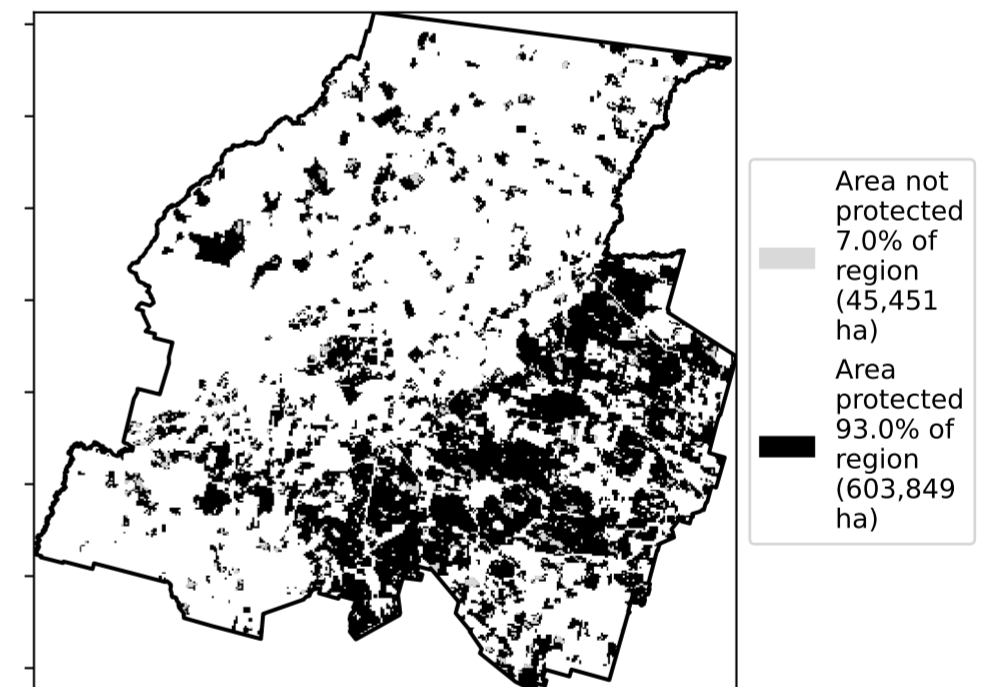 Area not
protected
7.0% of
region
(45,451
ha)
Area
protected
93.0% of
region
(603,849
ha)